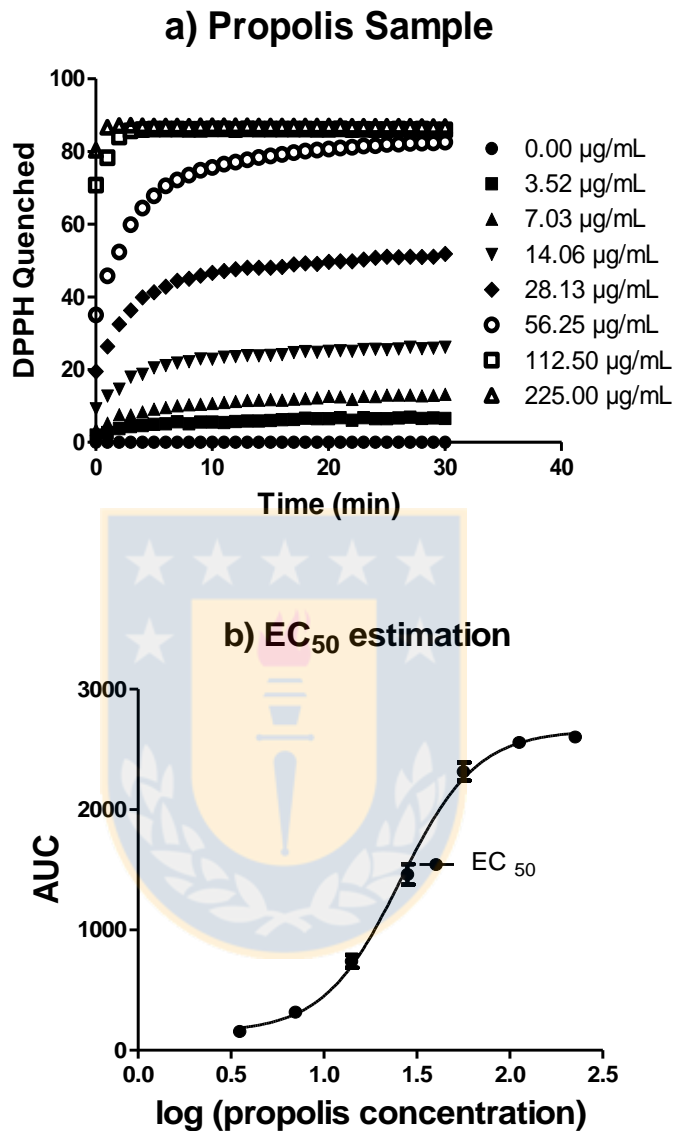 a) Propolis Sample
100
80
60
40
20
0
DPPH Quenched
0 10 20 30 40
Time (min)
0.00 µg/mL
3.52 µg/mL
7.03 µg/mL
14.06 µg/mL
28.13 µg/mL
56.25 µg/mL
112.50 µg/mL
225.00 µg/mL
b) EC50 estimation
3000
2000
1000
0
AUC
EC 50
0.0 0.5 1.0 1.5 2.0 2.5
log (propolis concentration)